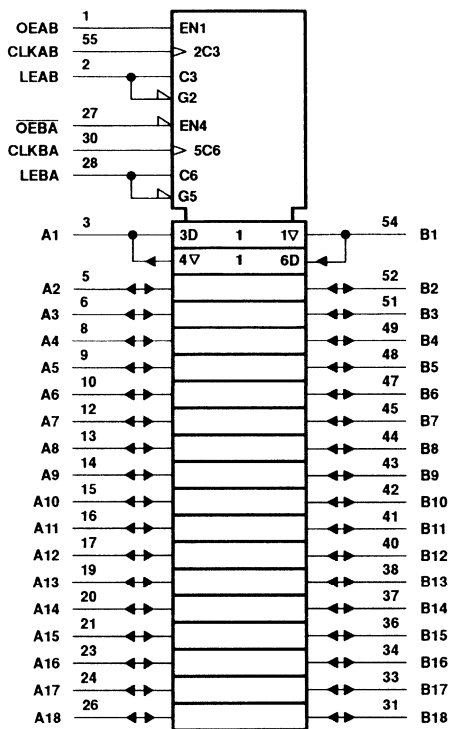 1
OEAB EN1
55
CLKAB 2C3
2
LEAB C3
G2
27
OEBA EN4
30
CLKBA 5C6
28
LEBA C6
G5
3 54
A1 3D 1 1▽ B1
4▽ 1 6D
5 52
A2 B2
6 51
A3 B3
8 49
A4 B4
9 48
A5 B5
10 47
A6 B6
12 45
A7 B7
13 44
A8 B8
14 43
A9 B9
15 42
A10 B10
16 41
A11 B11
17 40
A12 B12
19 38
A13 B13
20 37
A14 B14
21 36
A15 B15
23 34
A16 B16
24 33
A17 B17
26 31
A18 B18